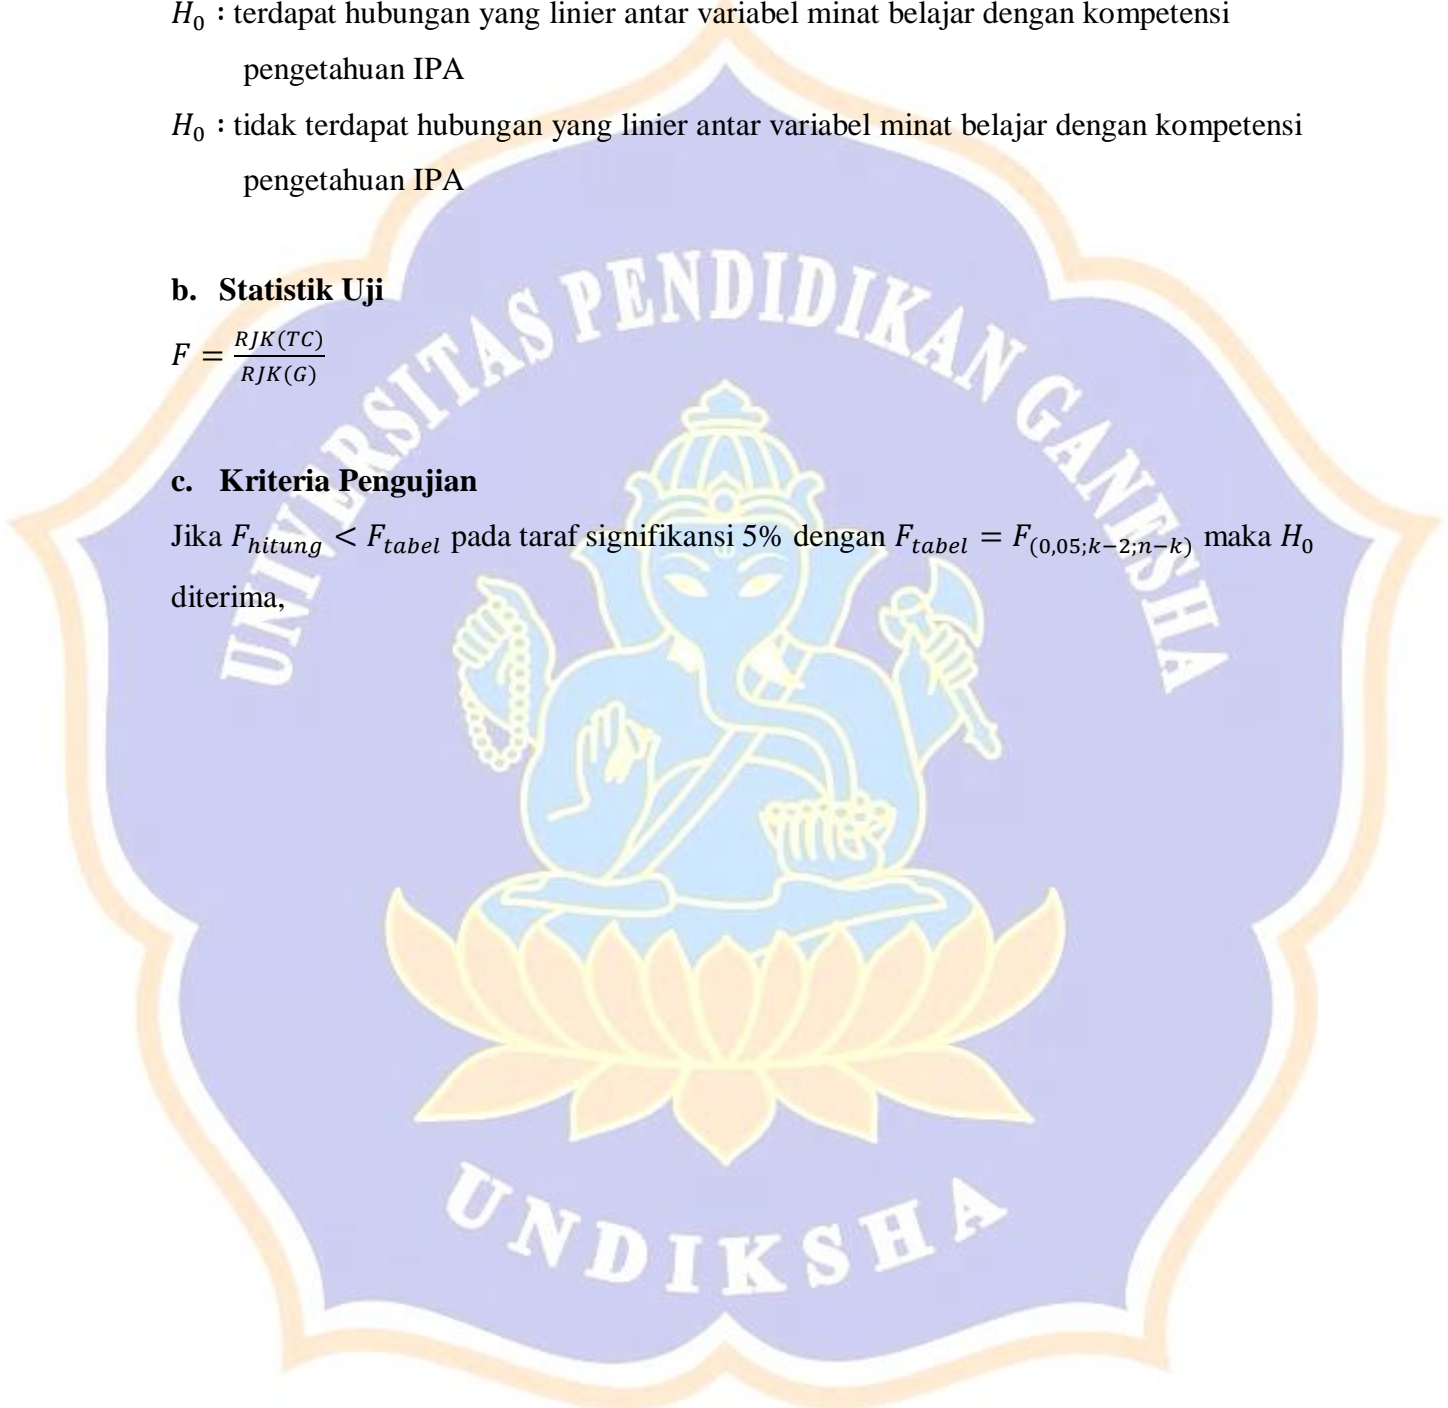 H₀ : terdapat hubungan yang linier antar variabel minat belajar dengan kompetensi
pengetahuan IPA
H₀ : tidak terdapat hubungan yang linier antar variabel minat belajar dengan kompetensi
pengetahuan IPA
b. Statistik Uji
F = RJK(TC)/RJK(G)
c. Kriteria Pengujian
Jika F_hitung < F_tabel pada taraf signifikansi 5% dengan F_tabel = F_(0,05;k−2;n−k) maka H₀
diterima,
UNIVERSITAS PENDIDIKAN GANESHA
UNDIKSHA